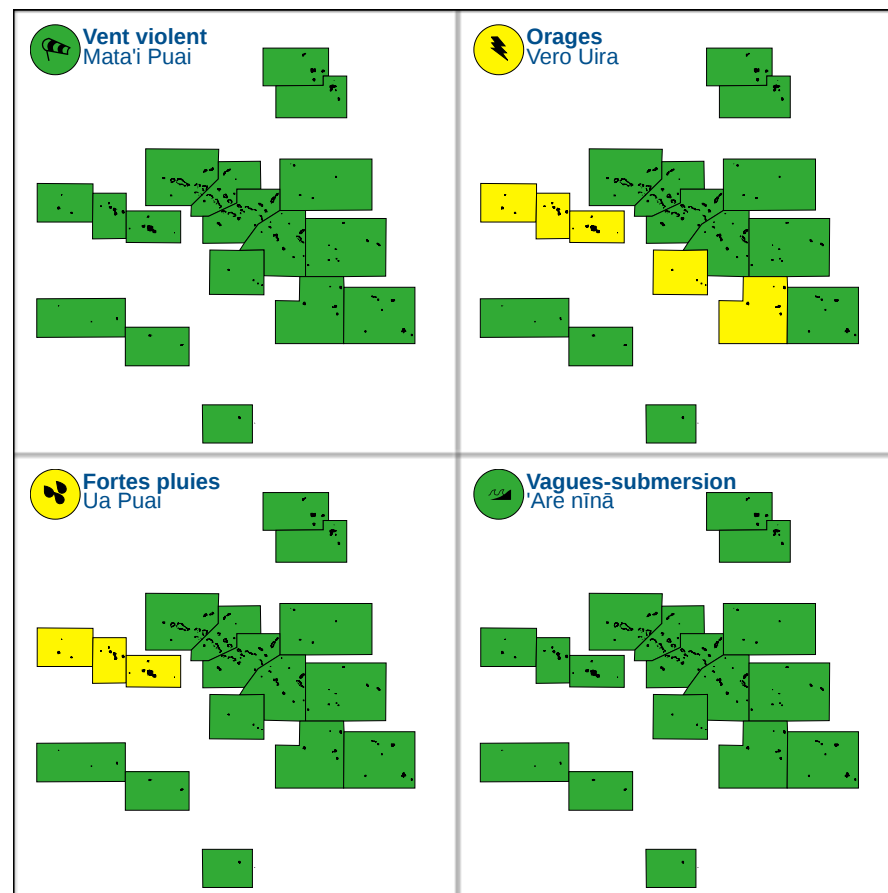 Vent violent
Mata'i Puai
Orages
Vero Uira
Fortes pluies
Ua Puai
Vagues-submersion
'Are nīnā